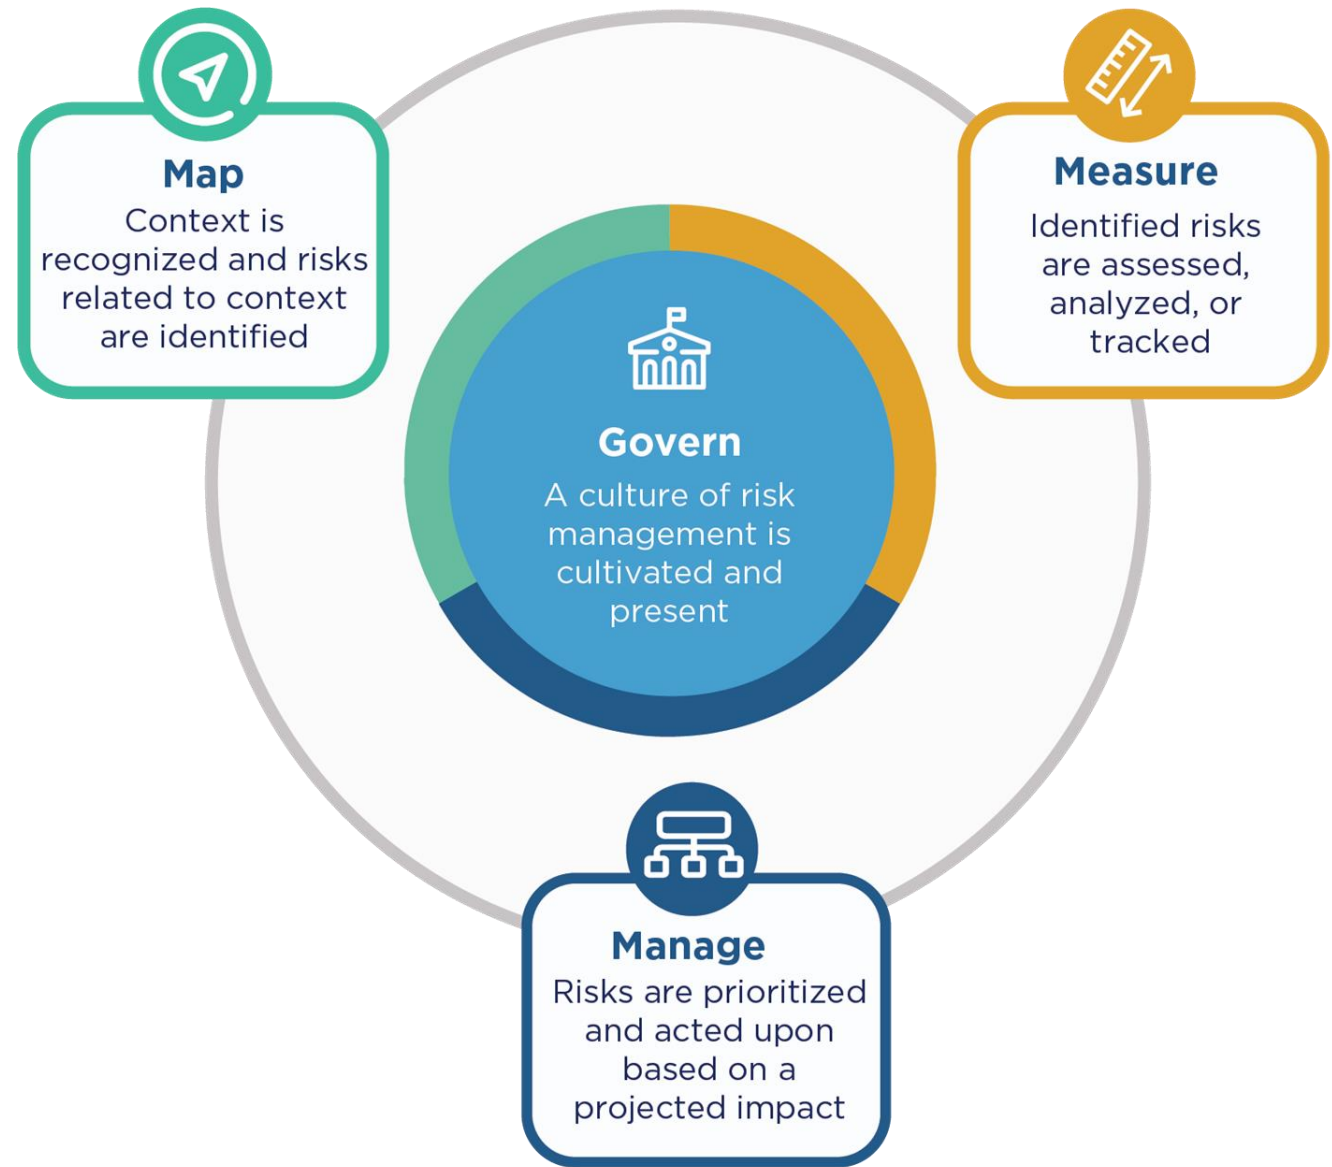 Map
Context is
recognized and risks
related to context
are identified
Measure
Identified risks
are assessed,
analyzed, or
tracked
Govern
A culture of risk
management is
cultivated and
present
Manage
Risks are prioritized
and acted upon
based on a
projected impact